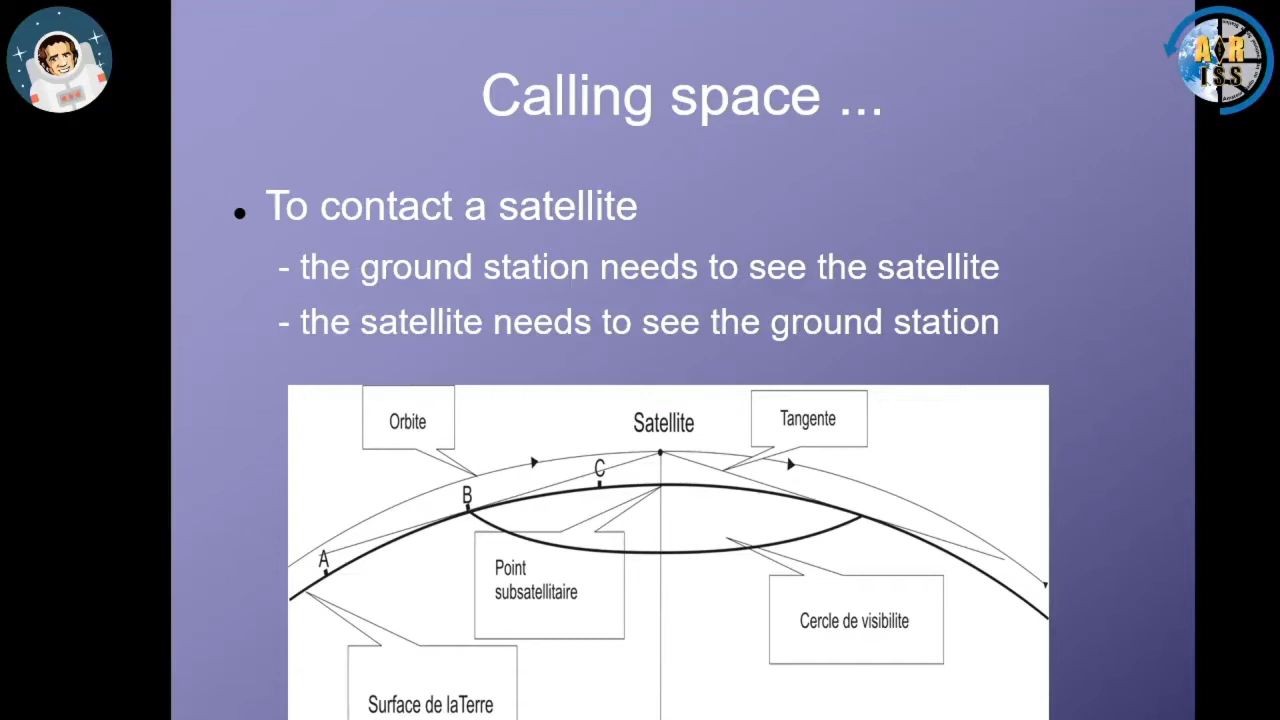 Calling space ...
To contact a satellite
- the ground station needs to see the satellite
- the satellite needs to see the ground station
Orbite
Satellite
Tangente
C
B
A
Point
subsatellitaire
Cercle de visibilite
Surface de laTerre
A R
I S S